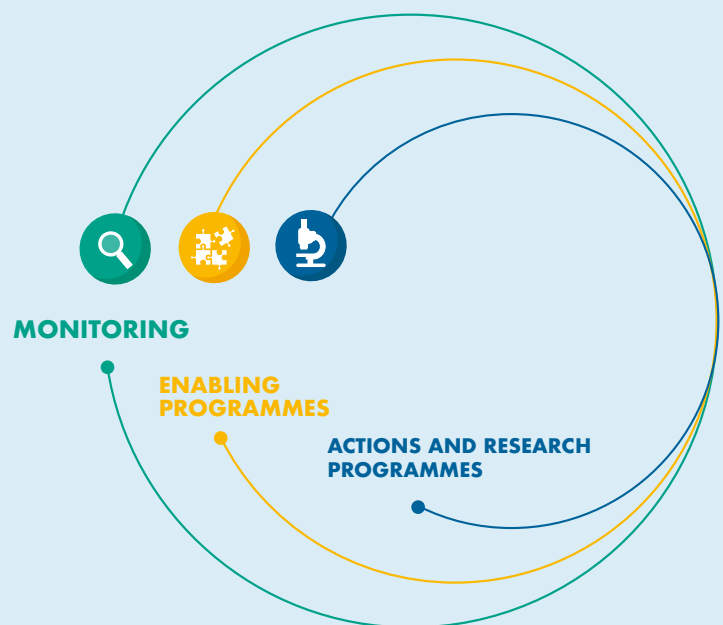 MONITORING
ENABLING
PROGRAMMES
ACTIONS AND RESEARCH
PROGRAMMES